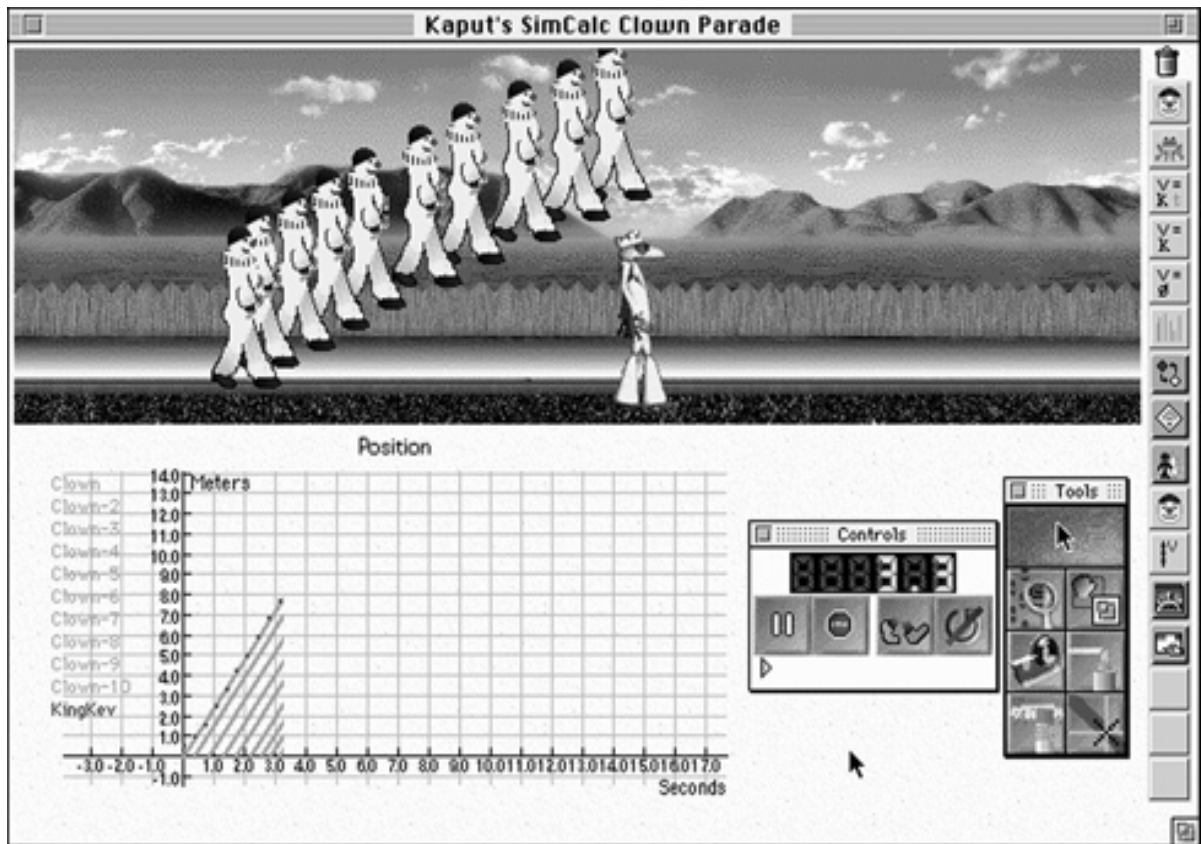 Kaput's SimCalc Clown Parade
V= K t
V= K
V= ø
V
Position
Meters
Clown
Clown-2
Clown-3
Clown-4
Clown-5
Clown-6
Clown-7
Clown-8
Clown-9
Clown-10
KingKev
14.0
13.0
12.0
11.0
10.0
9.0
8.0
7.0
6.0
5.0
4.0
3.0
2.0
1.0
-1.0
-3.0 -2.0 -1.0 1.0 2.0 3.0 4.0 5.0 6.0 7.0 8.0 9.0 10.0 11.0 12.0 13.0 14.0 15.0 16.0 17.0
Seconds
Controls
Tools